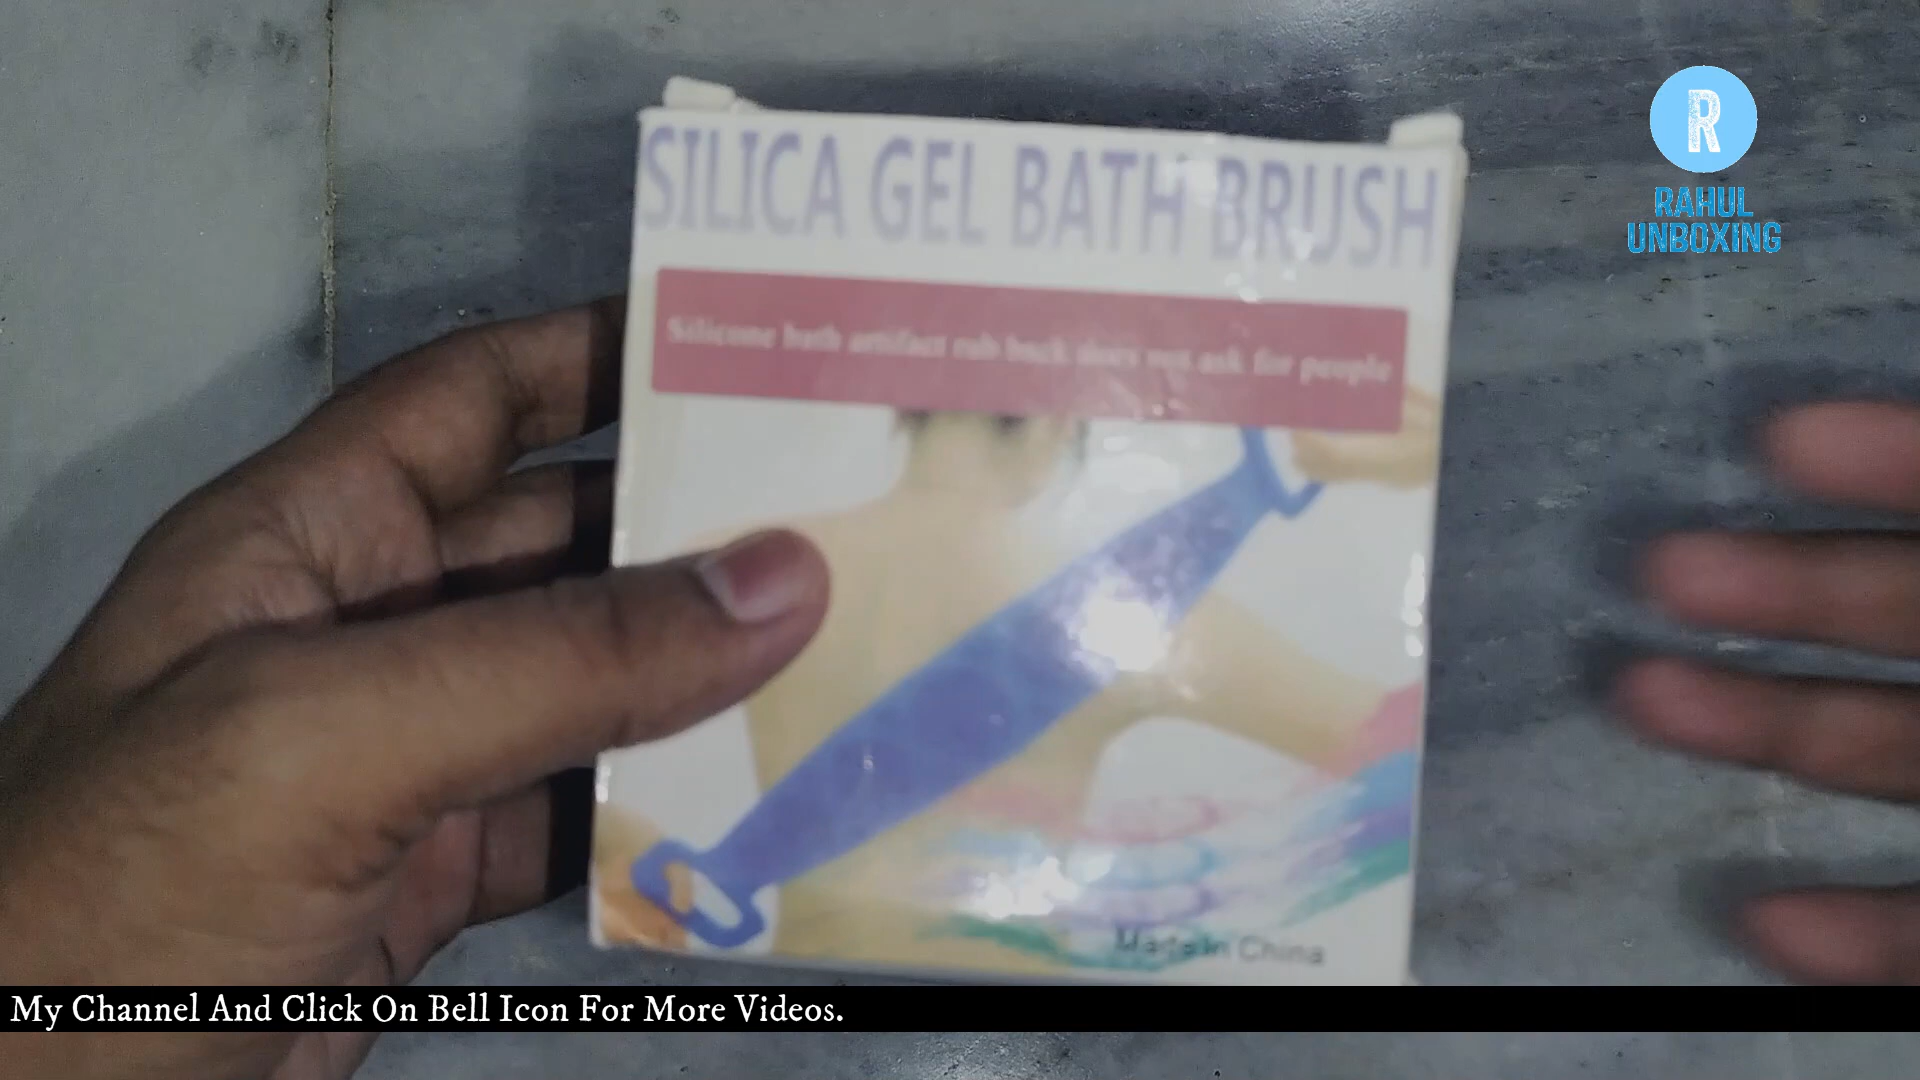 SILICA GEL BATH BRUSH
Silicone bath artifact rub back does not ask for people
Made in China
R
RAHUL
UNBOXING
My Channel And Click On Bell Icon For More Videos.